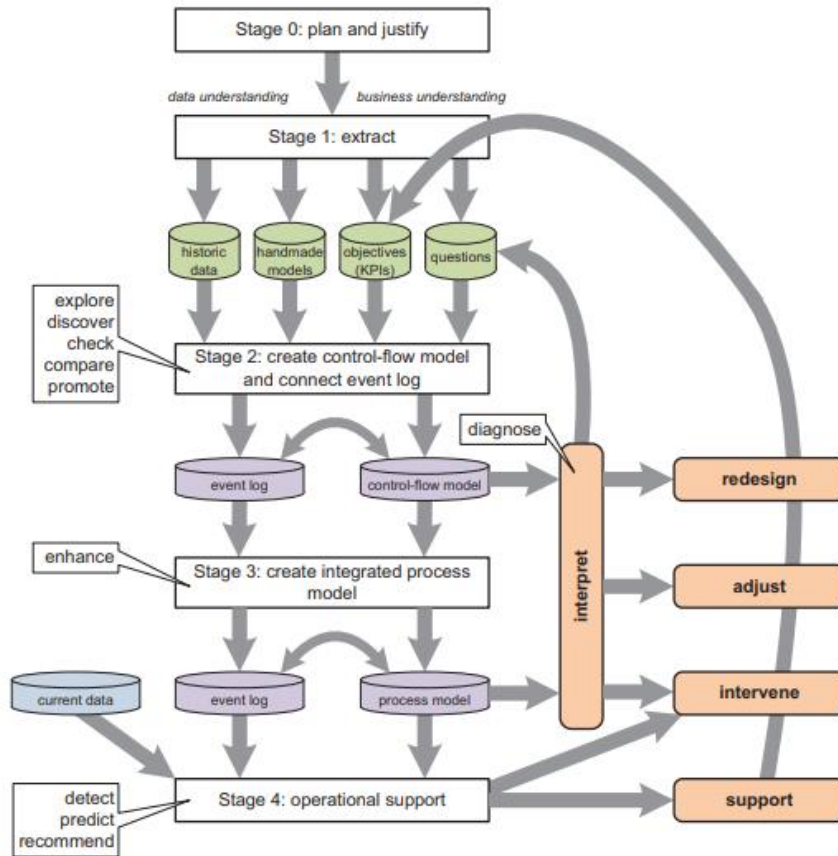 Stage 0: plan and justify
data understanding
business understanding
Stage 1: extract
historic
data
handmade
models
objectives
(KPIs)
questions
explore
discover
check
compare
promote
Stage 2: create control-flow model
and connect event log
diagnose
event log
control-flow model
redesign
enhance
Stage 3: create integrated process
model
interpret
adjust
current data
event log
process model
intervene
detect
predict
recommend
Stage 4: operational support
support